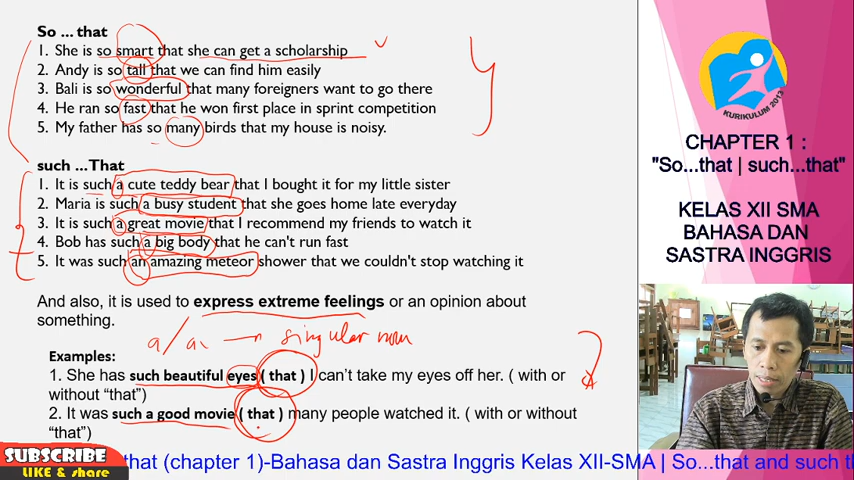 So ... that
1. She is so smart that she can get a scholarship
2. Andy is so tall that we can find him easily
3. Bali is so wonderful that many foreigners want to go there
4. He ran so fast that he won first place in sprint competition
5. My father has so many birds that my house is noisy.
such ...That
1. It is such a cute teddy bear that I bought it for my little sister
2. Maria is such a busy student that she goes home late everyday
3. It is such a great movie that I recommend my friends to watch it
4. Bob has such a big body that he can't run fast
5. It was such an amazing meteor shower that we couldn't stop watching it
And also, it is used to express extreme feelings or an opinion about
something.
a/an → singular noun
Examples:
1. She has such beautiful eyes ( that ) I can't take my eyes off her. ( with or
without “that”)
2. It was such a good movie ( that ) many people watched it. ( with or without
“that”)
KURIKULUM 2013
CHAPTER 1 :
"So...that | such...that"
KELAS XII SMA
BAHASA DAN
SASTRA INGGRIS
SUBSCRIBE
LIKE & share
that (chapter 1)-Bahasa dan Sastra Inggris Kelas XII-SMA | So...that and such th